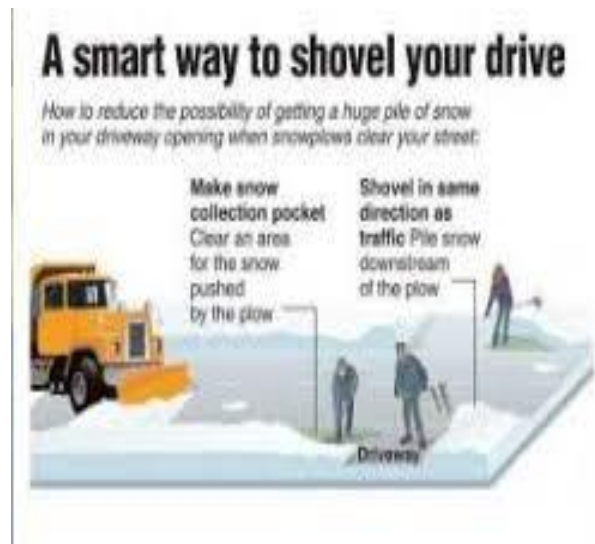 A smart way to shovel your drive
How to reduce the possibility of getting a huge pile of snow
in your driveway opening when snowplows clear your street:
Make snow
collection pocket
Clear an area
for the snow
pushed
by the plow
Shovel in same
direction as
traffic Pile snow
downstream
of the plow
Driveway